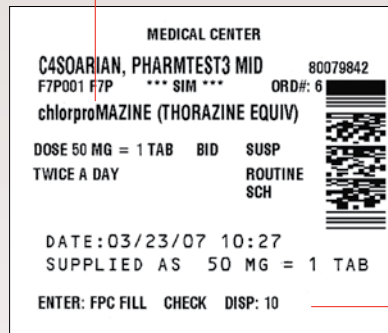 MEDICAL CENTER
C4SOARIAN, PHARMTEST3 MID 80079842
F7P001 F7P *** SIM *** ORD#: 6
chlorproMAZINE (THORAZINE EQUIV)
DOSE 50 MG = 1 TAB BID SUSP
TWICE A DAY ROUTINE
SCH
DATE:03/23/07 10:27
SUPPLIED AS 50 MG = 1 TAB
ENTER: FPC FILL CHECK DISP: 10